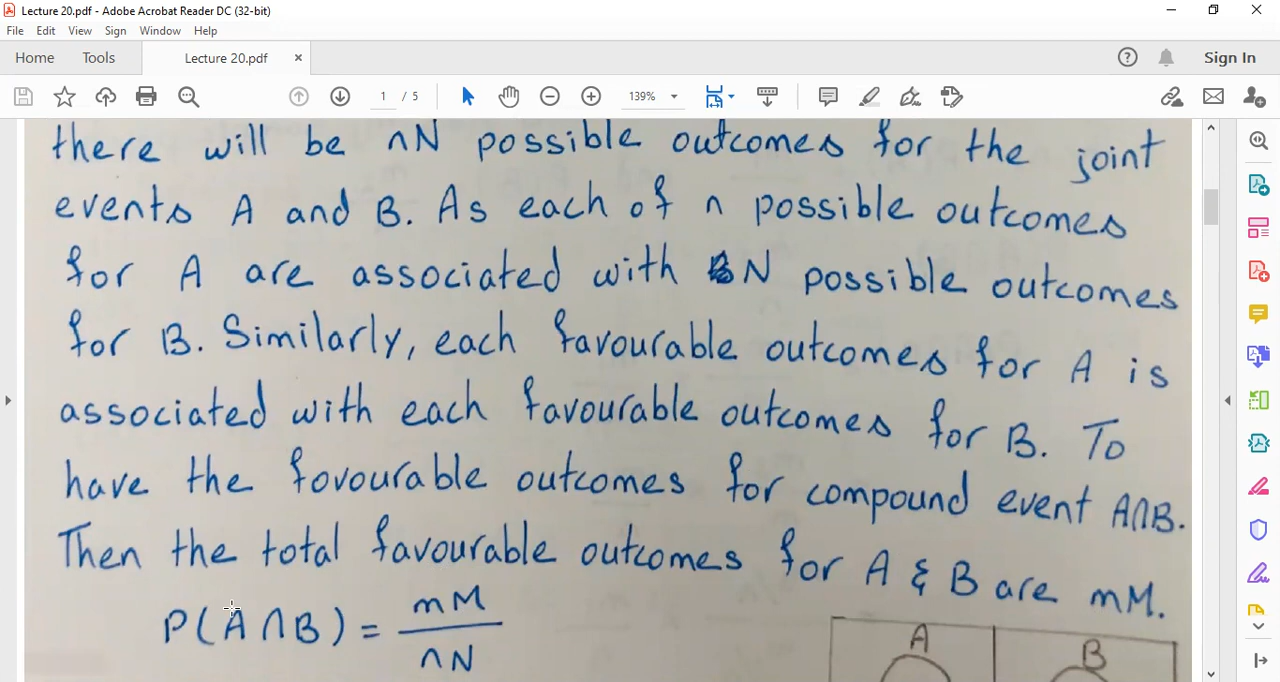 Lecture 20.pdf - Adobe Acrobat Reader DC (32-bit)
File Edit View Sign Window Help
Home Tools Lecture 20.pdf × Sign In
1 / 5 139%
there will be nN possible outcomes for the joint
events A and B. As each of n possible outcomes
for A are associated with N possible outcomes
for B. Similarly, each favourable outcomes for A is
associated with each favourable outcomes for B. To
have the fovourable outcomes for compound event A∩B.
Then the total favourable outcomes for A & B are mM.
P(A∩B) = mM / nN
A B